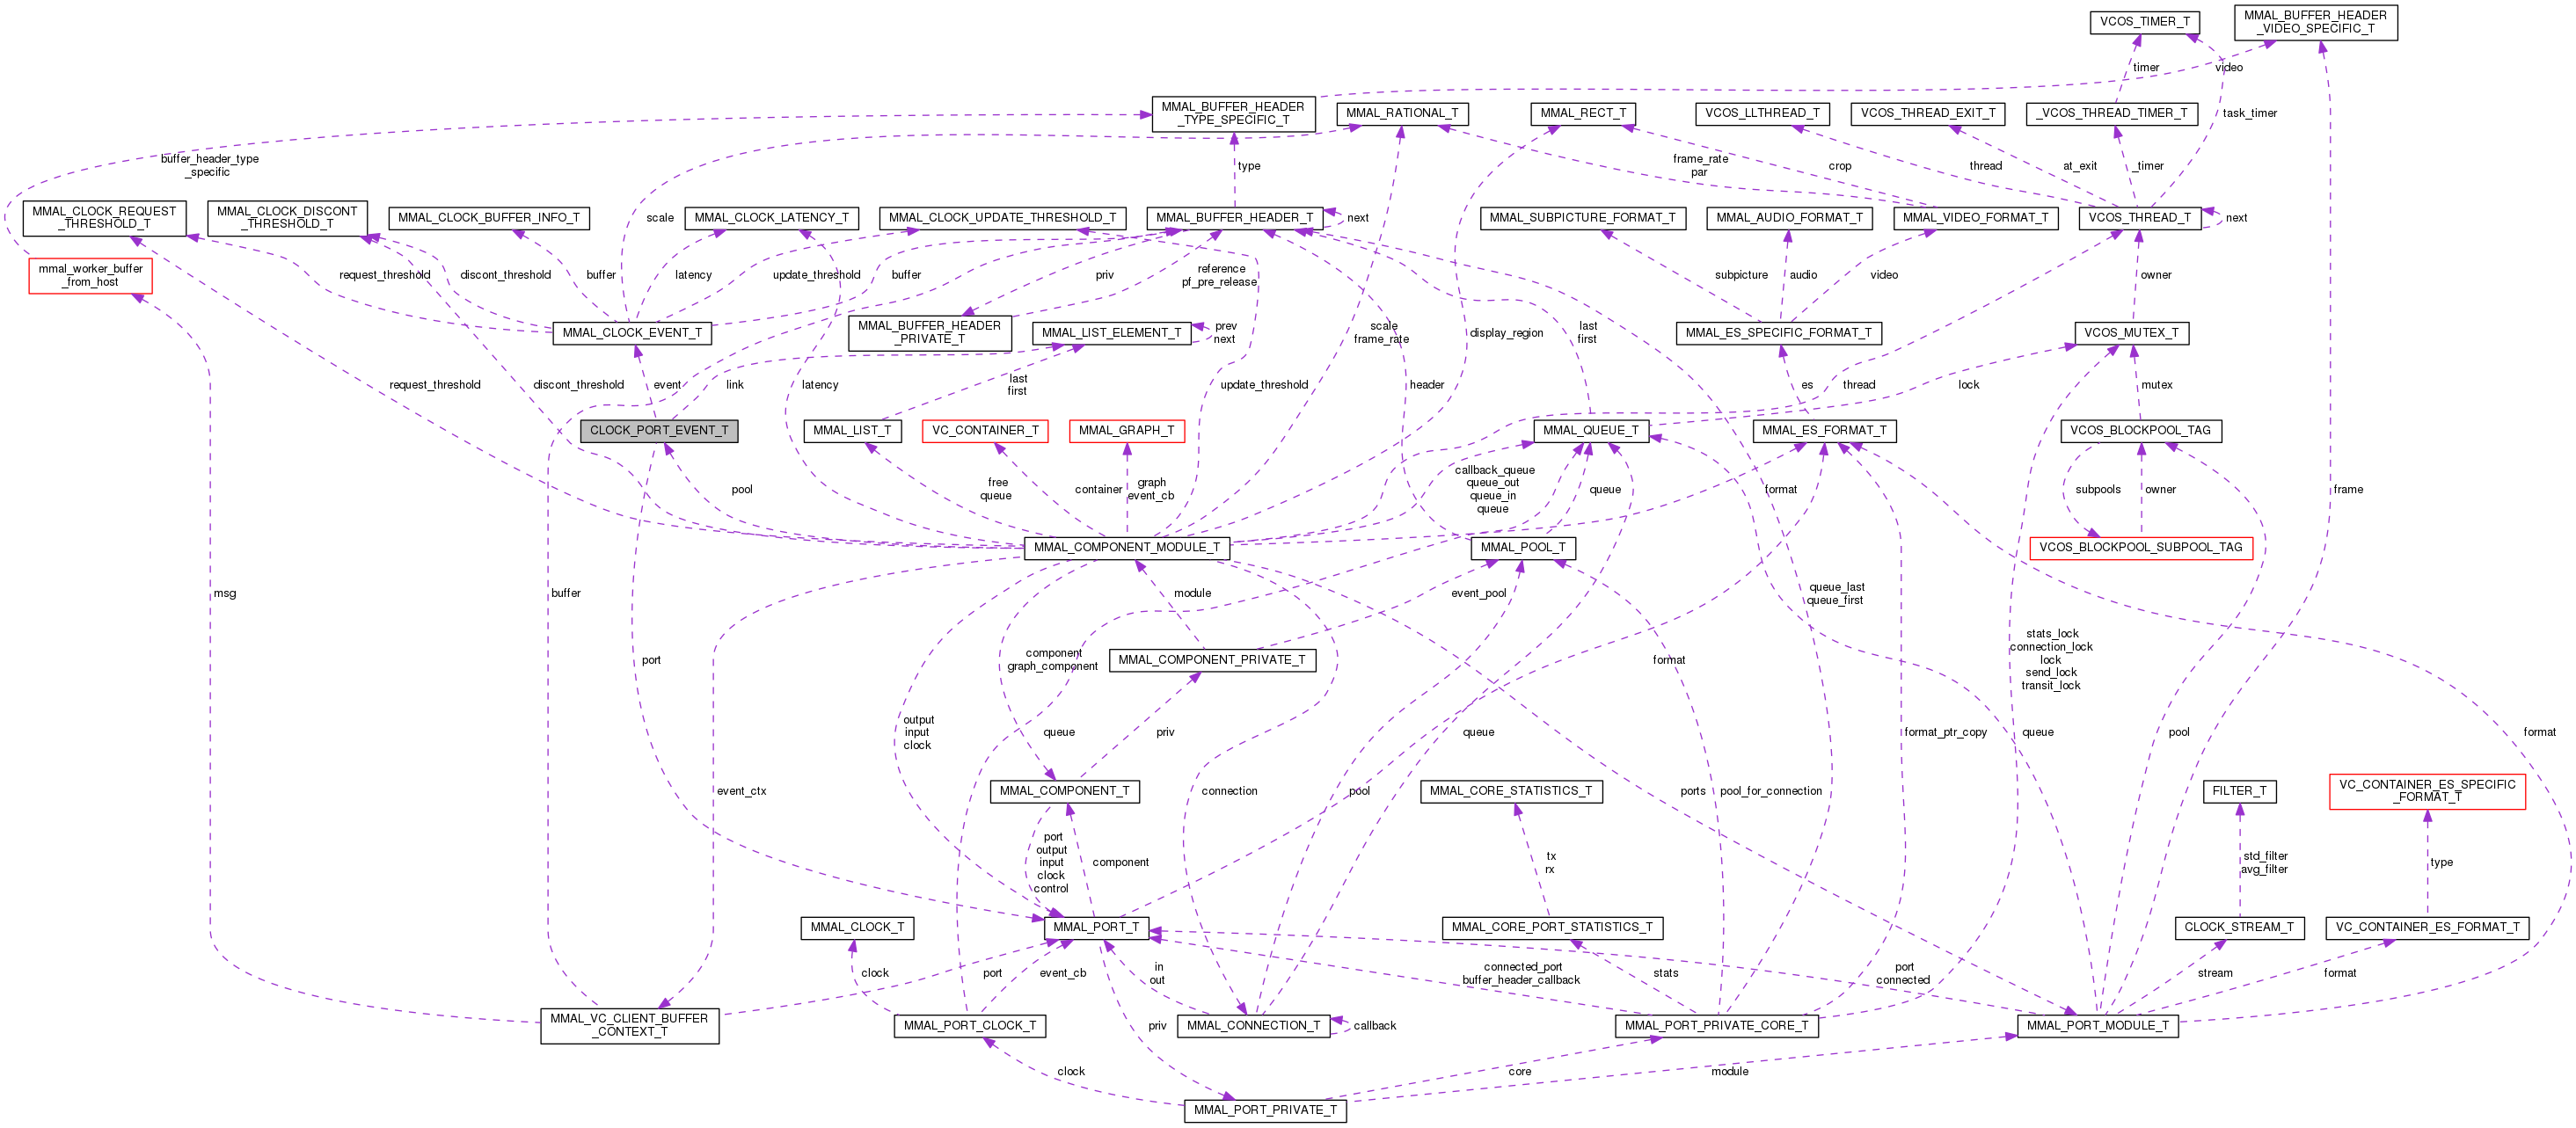 VCOS_TIMER_T
MMAL_BUFFER_HEADER
_VIDEO_SPECIFIC_T
timer
video
MMAL_BUFFER_HEADER
_TYPE_SPECIFIC_T
MMAL_RATIONAL_T
MMAL_RECT_T
VCOS_LLTHREAD_T
VCOS_THREAD_EXIT_T
_VCOS_THREAD_TIMER_T
task_timer
buffer_header_type
_specific
type
frame_rate
par
crop
thread
at_exit
_timer
MMAL_CLOCK_REQUEST
_THRESHOLD_T
MMAL_CLOCK_DISCONT
_THRESHOLD_T
MMAL_CLOCK_BUFFER_INFO_T
scale
MMAL_CLOCK_LATENCY_T
MMAL_CLOCK_UPDATE_THRESHOLD_T
MMAL_BUFFER_HEADER_T
next
MMAL_SUBPICTURE_FORMAT_T
MMAL_AUDIO_FORMAT_T
MMAL_VIDEO_FORMAT_T
VCOS_THREAD_T
next
mmal_worker_buffer
_from_host
request_threshold
discont_threshold
buffer
latency
update_threshold
buffer
priv
reference
pf_pre_release
subpicture
audio
video
owner
MMAL_CLOCK_EVENT_T
MMAL_BUFFER_HEADER
_PRIVATE_T
MMAL_LIST_ELEMENT_T
prev
next
scale
frame_rate
display_region
last
first
MMAL_ES_SPECIFIC_FORMAT_T
VCOS_MUTEX_T
request_threshold
discont_threshold
event
link
latency
last
first
update_threshold
header
thread
lock
es
mutex
CLOCK_PORT_EVENT_T
MMAL_LIST_T
VC_CONTAINER_T
MMAL_GRAPH_T
MMAL_QUEUE_T
MMAL_ES_FORMAT_T
VCOS_BLOCKPOOL_TAG
pool
free
queue
container
graph
event_cb
callback_queue
queue_out
queue_in
queue
queue
format
subpools
owner
frame
MMAL_COMPONENT_MODULE_T
MMAL_POOL_T
VCOS_BLOCKPOOL_SUBPOOL_TAG
msg
buffer
module
event_pool
queue_last
queue_first
port
component
graph_component
MMAL_COMPONENT_PRIVATE_T
format
stats_lock
connection_lock
lock
send_lock
transit_lock
output
input
clock
queue
priv
queue
format_ptr_copy
queue
pool
format
event_ctx
MMAL_COMPONENT_T
connection
pool
MMAL_CORE_STATISTICS_T
ports
pool_for_connection
FILTER_T
VC_CONTAINER_ES_SPECIFIC
_FORMAT_T
port
output
input
clock
control
component
tx
rx
std_filter
avg_filter
type
MMAL_CLOCK_T
MMAL_PORT_T
MMAL_CORE_PORT_STATISTICS_T
CLOCK_STREAM_T
VC_CONTAINER_ES_FORMAT_T
port
clock
event_cb
in
out
connected_port
buffer_header_callback
stats
port
connected
stream
format
MMAL_VC_CLIENT_BUFFER
_CONTEXT_T
MMAL_PORT_CLOCK_T
priv
MMAL_CONNECTION_T
callback
MMAL_PORT_PRIVATE_CORE_T
MMAL_PORT_MODULE_T
clock
core
module
MMAL_PORT_PRIVATE_T